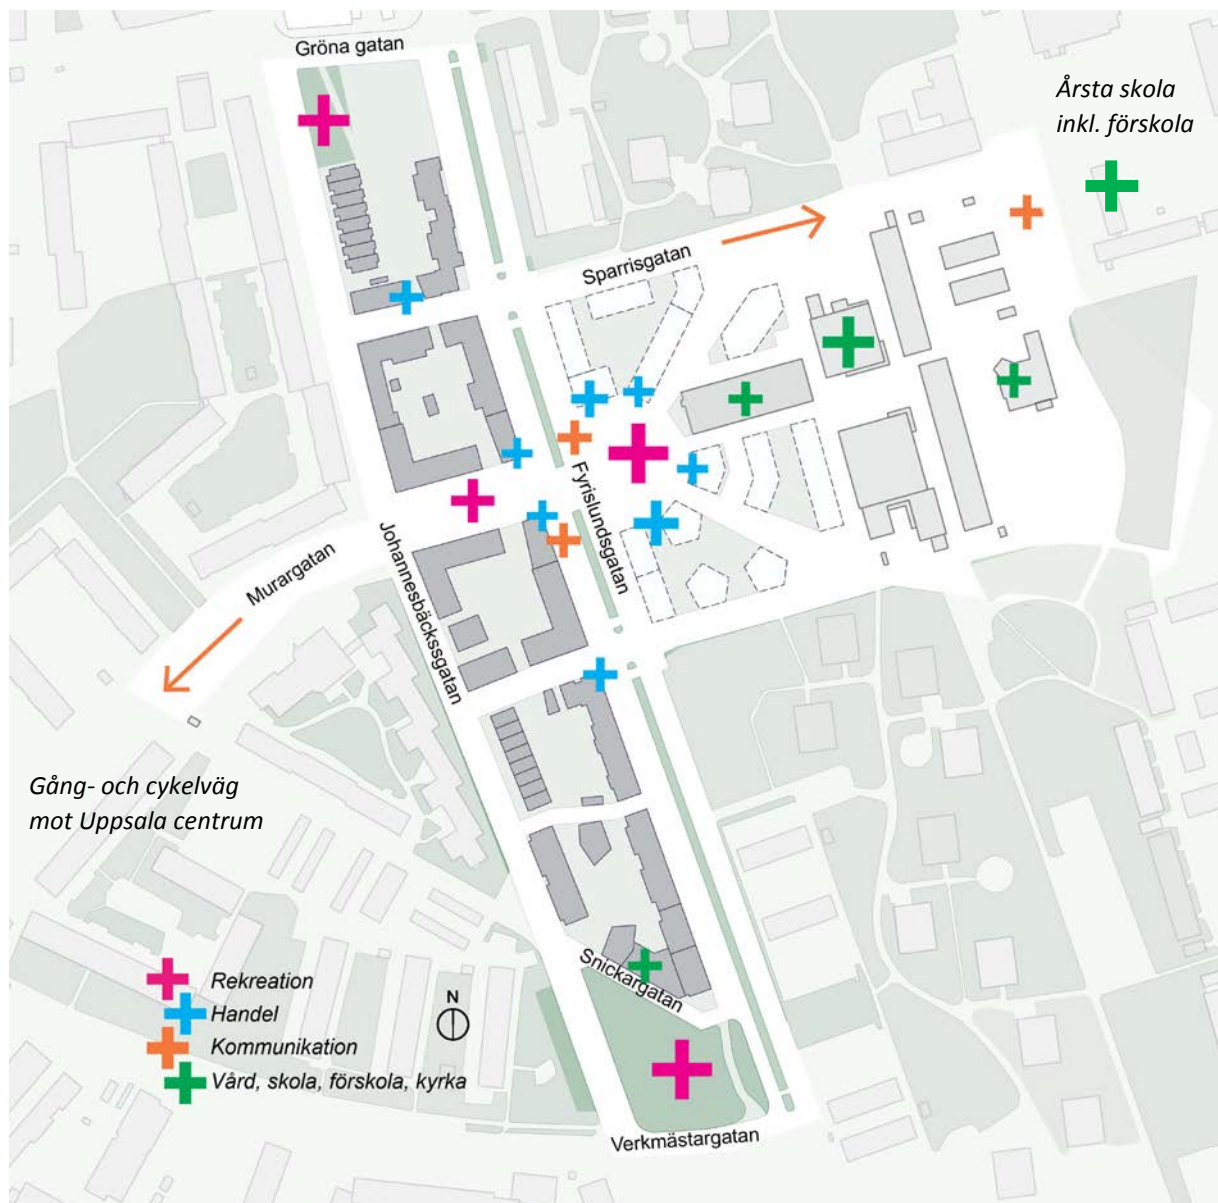 Gröna gatan
Årsta skola
inkl. förskola
Sparrisgatan
Fyrislundsgatan
Johannesbäcksgatan
Murargatan
Gång- och cykelväg
mot Uppsala centrum
Snickargatan
Rekreation
Handel
Kommunikation
Vård, skola, förskola, kyrka
N
Verkmästargatan